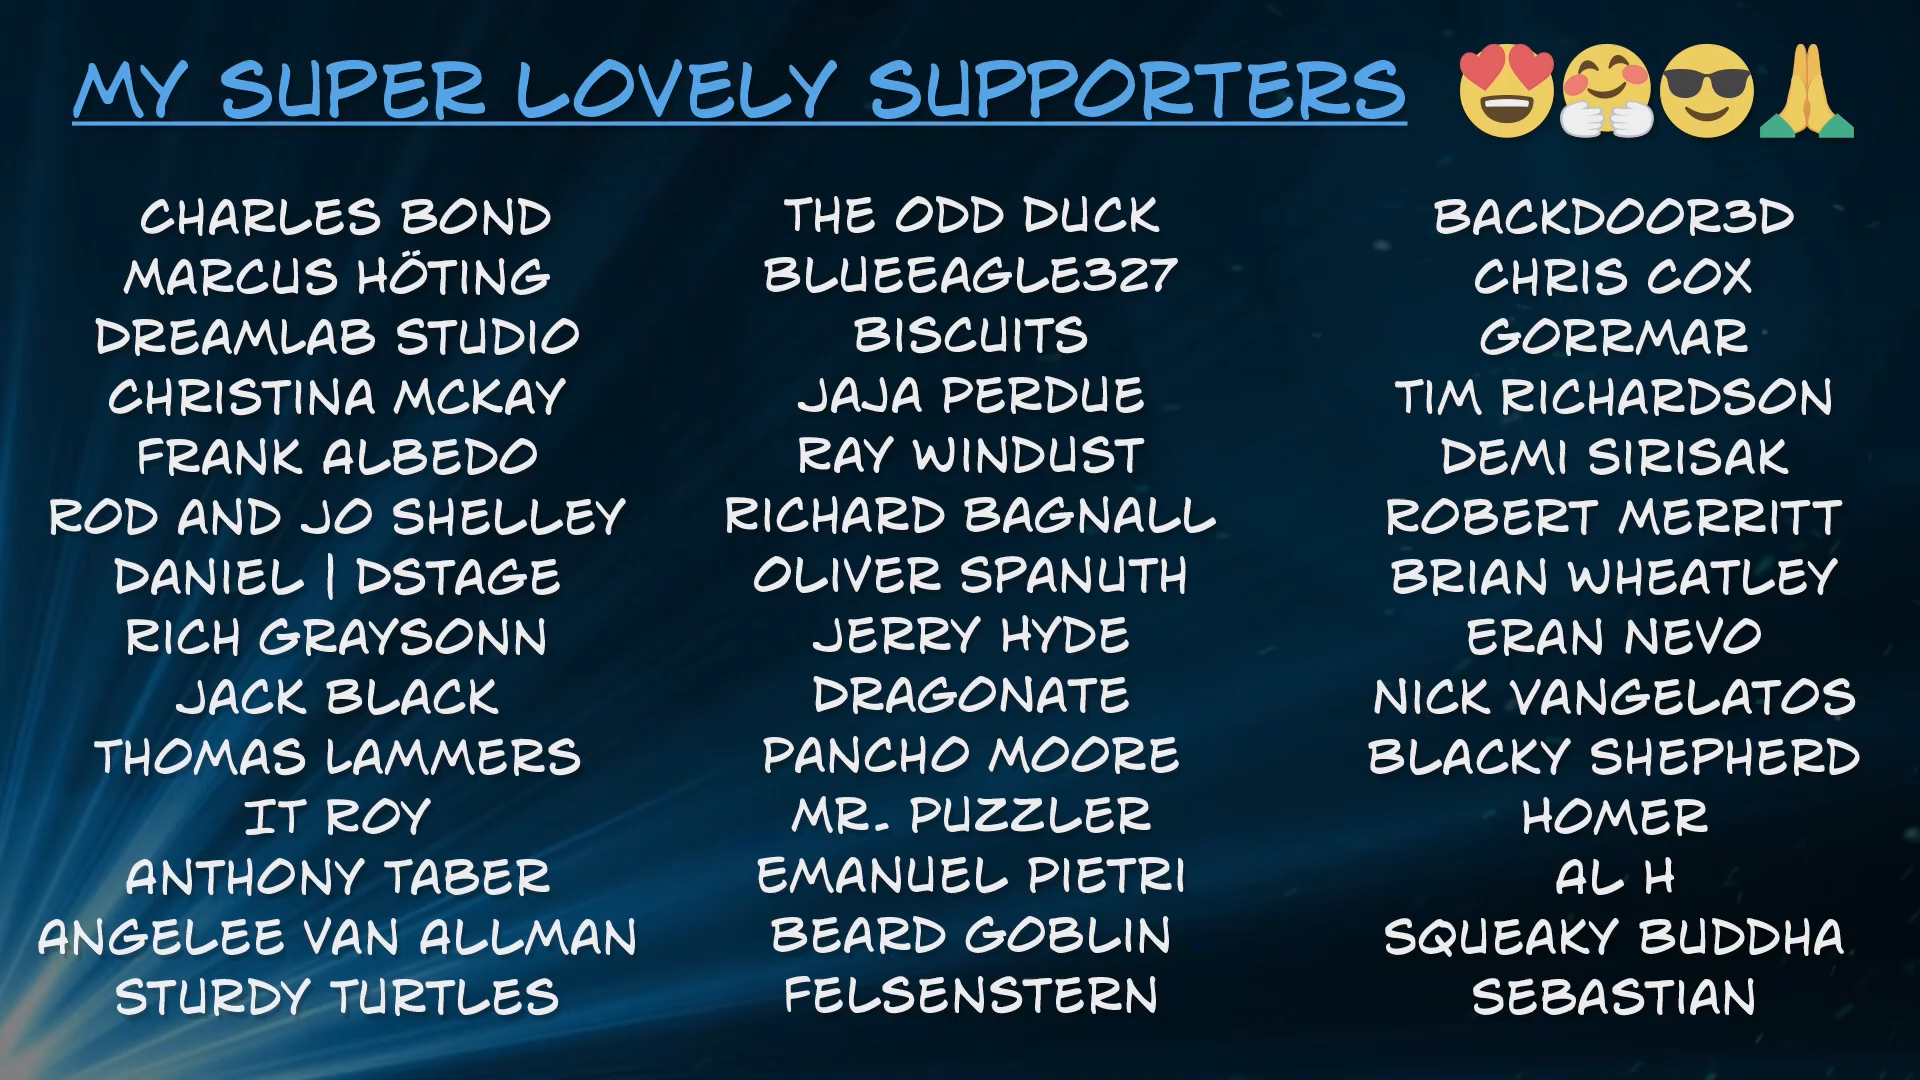 MY SUPER LOVELY SUPPORTERS 😍🤗😎🙏
CHARLES BOND
MARCUS HÖTING
DREAMLAB STUDIO
CHRISTINA MCKAY
FRANK ALBEDO
ROD AND JO SHELLEY
DANIEL | DSTAGE
RICH GRAYSONN
JACK BLACK
THOMAS LAMMERS
IT ROY
ANTHONY TABER
ANGELEE VAN ALLMAN
STURDY TURTLES
THE ODD DUCK
BLUEEAGLE327
BISCUITS
JAJA PERDUE
RAY WINDUST
RICHARD BAGNALL
OLIVER SPANUTH
JERRY HYDE
DRAGONATE
PANCHO MOORE
MR. PUZZLER
EMANUEL PIETRI
BEARD GOBLIN
FELSENSTERN
BACKDOOR3D
CHRIS COX
GORRMAR
TIM RICHARDSON
DEMI SIRISAK
ROBERT MERRITT
BRIAN WHEATLEY
ERAN NEVO
NICK VANGELATOS
BLACKY SHEPHERD
HOMER
AL H
SQUEAKY BUDDHA
SEBASTIAN